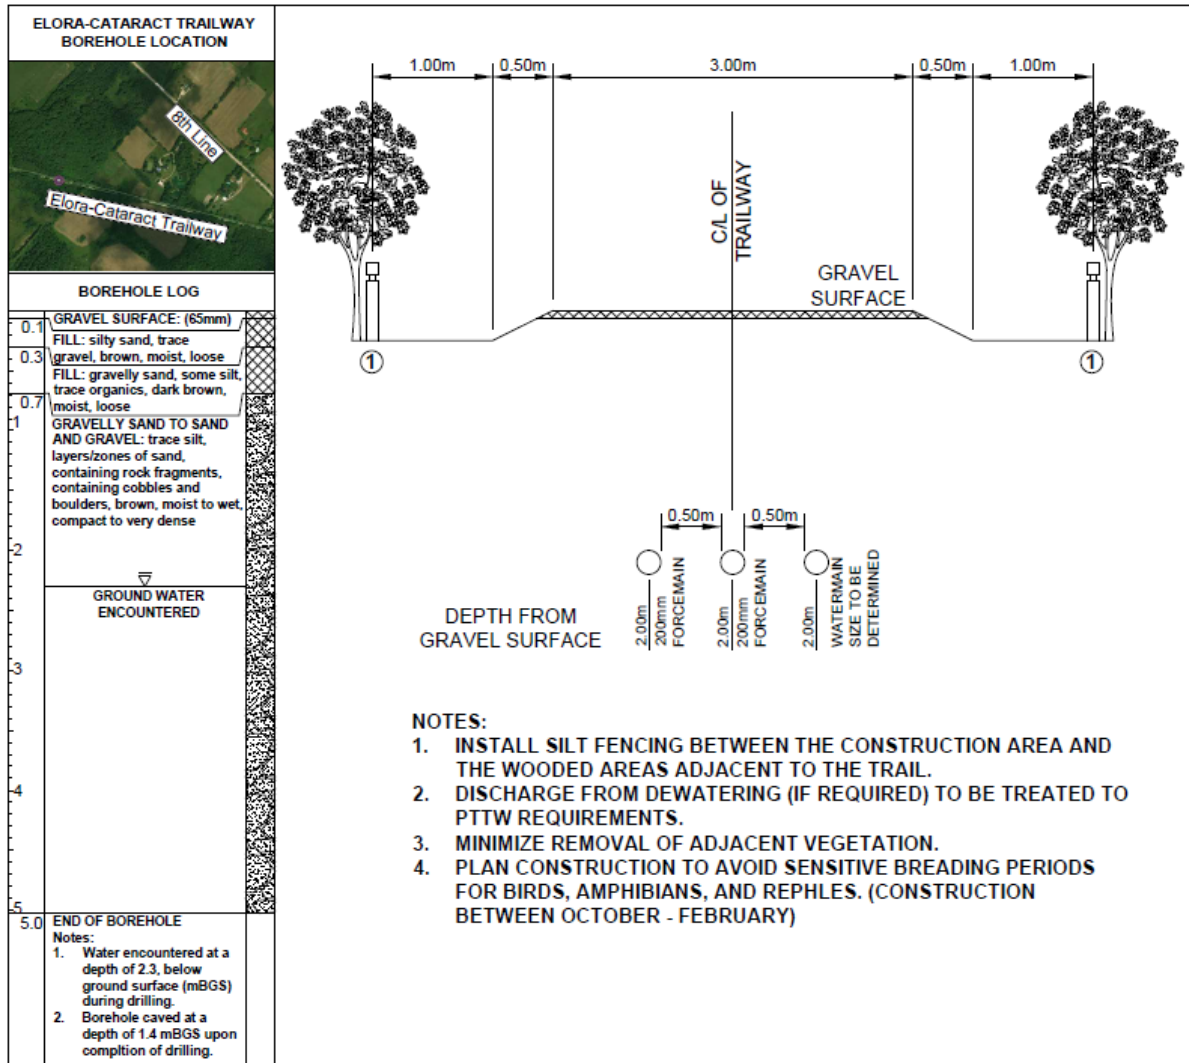 ELORA-CATARACT TRAILWAY
BOREHOLE LOCATION
8th Line
Elora-Cataract Trailway
BOREHOLE LOG
GRAVEL SURFACE: (65mm)
0.1
FILL: silty sand, trace
gravel, brown, moist, loose
0.3
FILL: gravelly sand, some silt,
trace organics, dark brown,
moist, loose
0.7
1
GRAVELLY SAND TO SAND
AND GRAVEL: trace silt,
layers/zones of sand,
containing rock fragments,
containing cobbles and
boulders, brown, moist to wet,
compact to very dense
2
GROUND WATER
ENCOUNTERED
3
4
5
5.0
END OF BOREHOLE
Notes:
1. Water encountered at a
depth of 2.3, below
ground surface (mBGS)
during drilling.
2. Borehole caved at a
depth of 1.4 mBGS upon
compltion of drilling.
1.00m 0.50m 3.00m 0.50m 1.00m
C/L OF
TRAILWAY
GRAVEL
SURFACE
1
1
0.50m 0.50m
DEPTH FROM
GRAVEL SURFACE
2.00m
200mm
FORCEMAIN
2.00m
200mm
FORCEMAIN
2.00m
WATERMAIN
SIZE TO BE
DETERMINED
NOTES:
1. INSTALL SILT FENCING BETWEEN THE CONSTRUCTION AREA AND
THE WOODED AREAS ADJACENT TO THE TRAIL.
2. DISCHARGE FROM DEWATERING (IF REQUIRED) TO BE TREATED TO
PTTW REQUIREMENTS.
3. MINIMIZE REMOVAL OF ADJACENT VEGETATION.
4. PLAN CONSTRUCTION TO AVOID SENSITIVE BREADING PERIODS
FOR BIRDS, AMPHIBIANS, AND REPHLES. (CONSTRUCTION
BETWEEN OCTOBER - FEBRUARY)